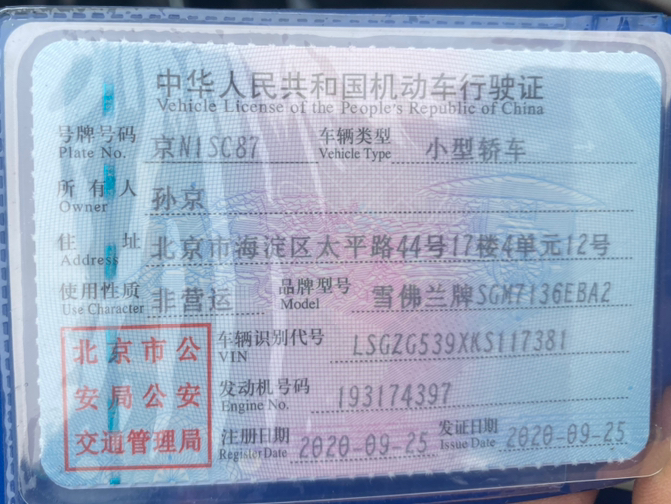 中华人民共和国机动车行驶证
Vehicle License of the People's Republic of China
号牌号码 京N1SC87 车辆类型 小型轿车
Plate No. Vehicle Type
所有人 孙京
Owner
住址 北京市海淀区太平路44号17楼4单元12号
Address
使用性质 非营运 品牌型号 雪佛兰牌SGM7136EBA2
Use Character Model
北京市公
安局公安
交通管理局
车辆识别代号 LSGZG539XKS117381
VIN
发动机号码 193174397
Engine No.
注册日期 2020-09-25 发证日期 2020-09-25
Register Date Issue Date